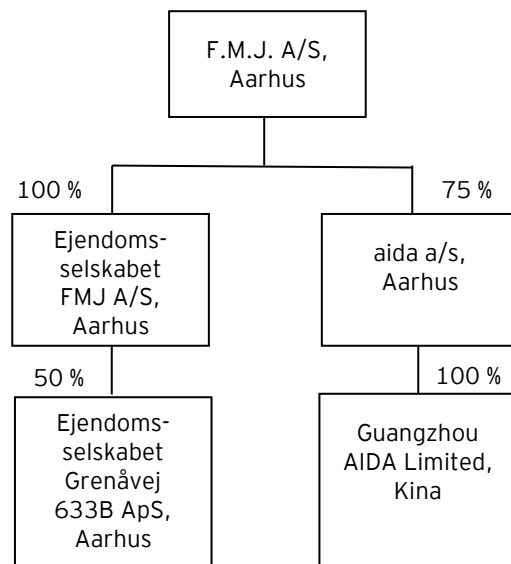 F.M.J. A/S,
Aarhus
100 %
75 %
Ejendoms-
selskabet
FMJ A/S,
Aarhus
aida a/s,
Aarhus
50 %
100 %
Ejendoms-
selskabet
Grenåvej
633B ApS,
Aarhus
Guangzhou
AIDA Limited,
Kina